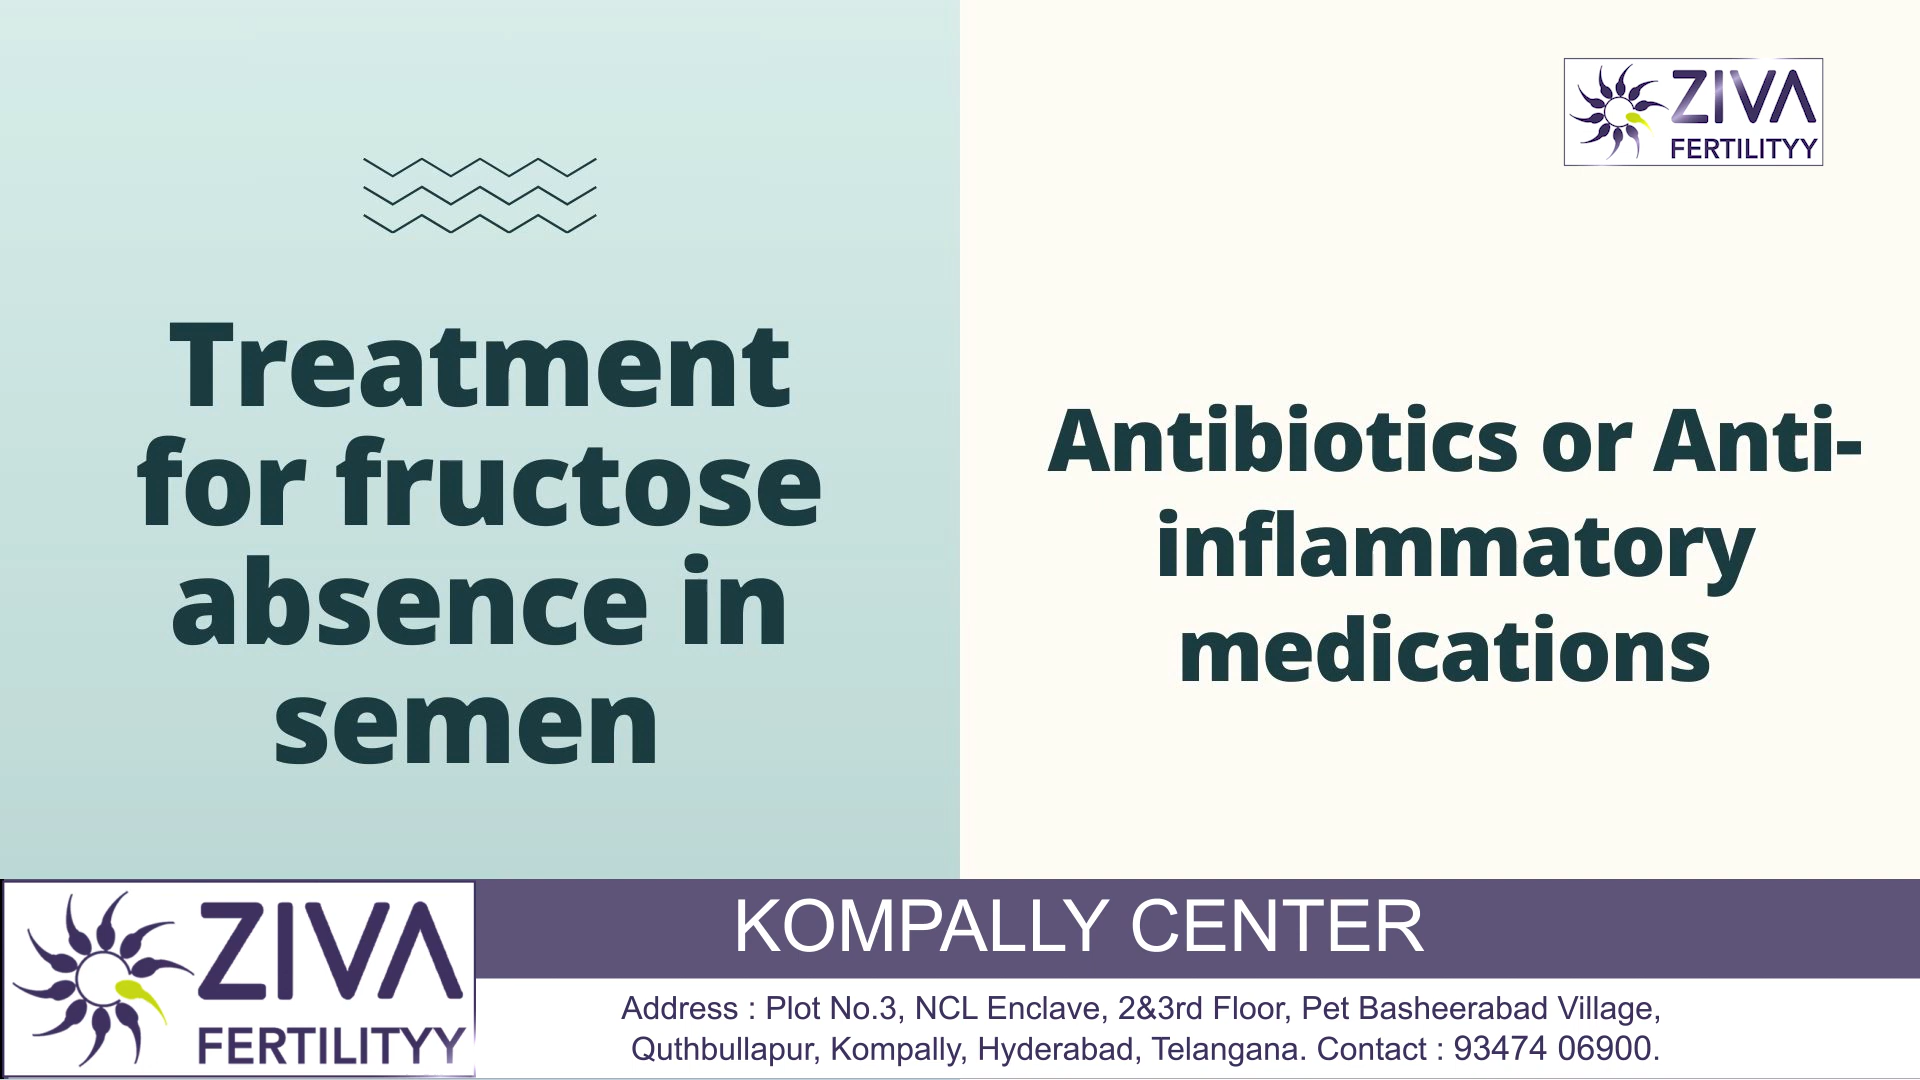 ZIVA
FERTILITYY
Treatment
for fructose
absence in
semen
Antibiotics or Anti-
inflammatory
medications
ZIVA
FERTILITYY
KOMPALLY CENTER
Address : Plot No.3, NCL Enclave, 2&3rd Floor, Pet Basheerabad Village,
Quthbullapur, Kompally, Hyderabad, Telangana. Contact : 93474 06900.